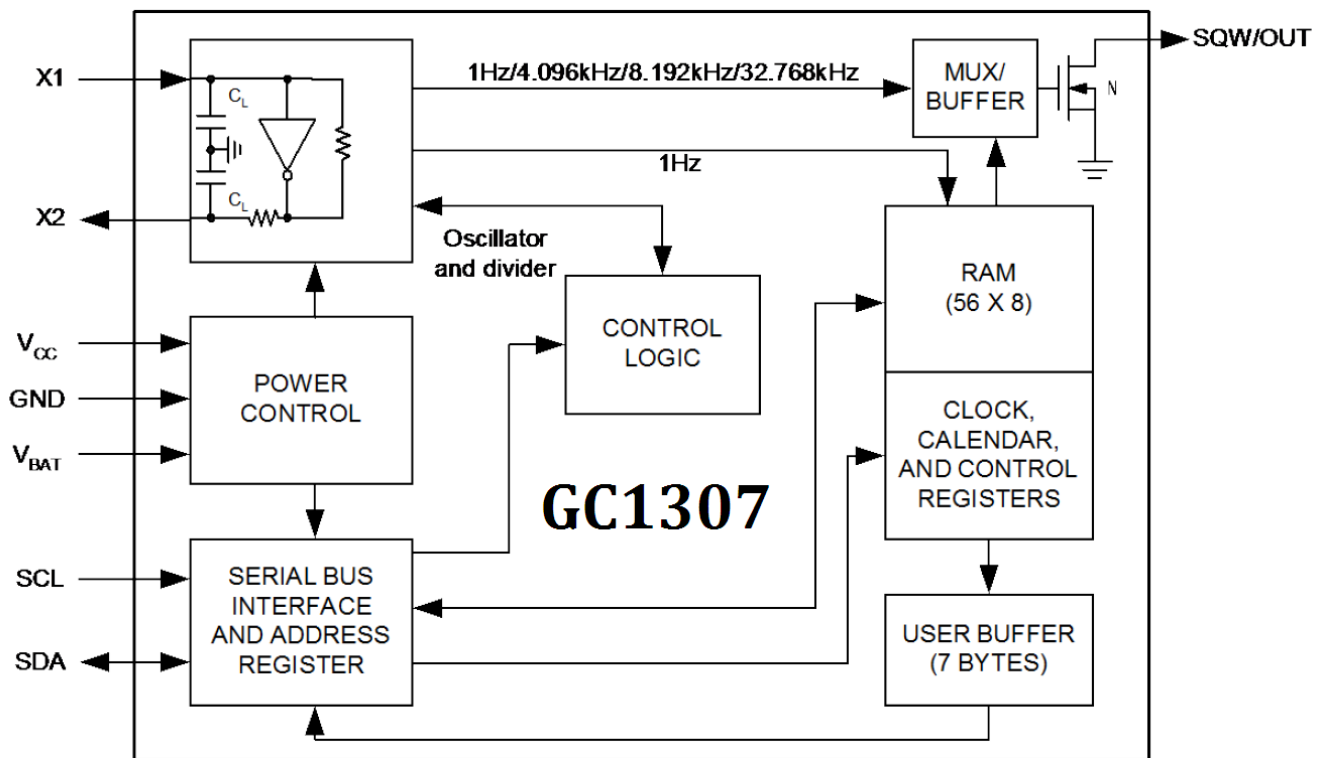 X1
X2
V_CC
GND
V_BAT
SCL
SDA
C_L
C_L
1Hz/4.096kHz/8.192kHz/32.768kHz
1Hz
Oscillator
and divider
MUX/
BUFFER
N
SQW/OUT
POWER
CONTROL
CONTROL
LOGIC
RAM
(56 X 8)
CLOCK,
CALENDAR,
AND CONTROL
REGISTERS
GC1307
SERIAL BUS
INTERFACE
AND ADDRESS
REGISTER
USER BUFFER
(7 BYTES)